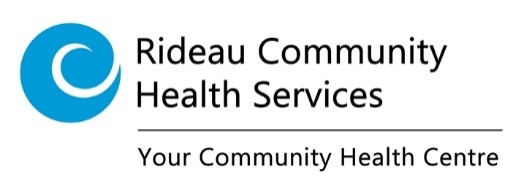 Rideau Community
Health Services
Your Community Health Centre